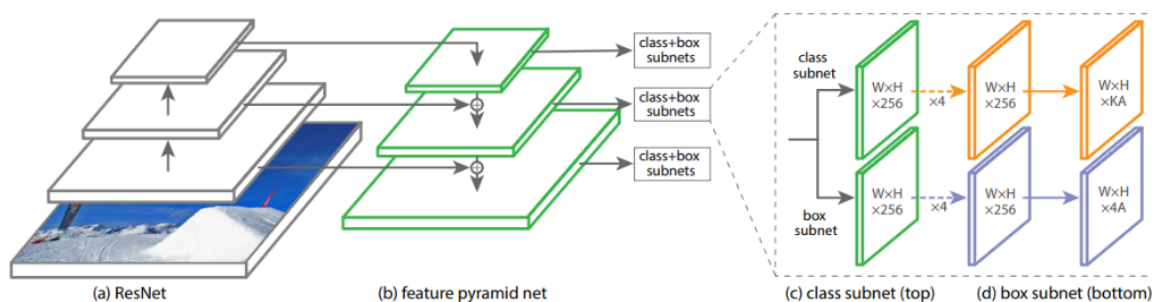 class+box
subnets
class+box
subnets
class+box
subnets
class
subnet
W×H
×256
×4
W×H
×256
W×H
×KA
box
subnet
W×H
×256
×4
W×H
×256
W×H
×4A
(a) ResNet
(b) feature pyramid net
(c) class subnet (top)
(d) box subnet (bottom)